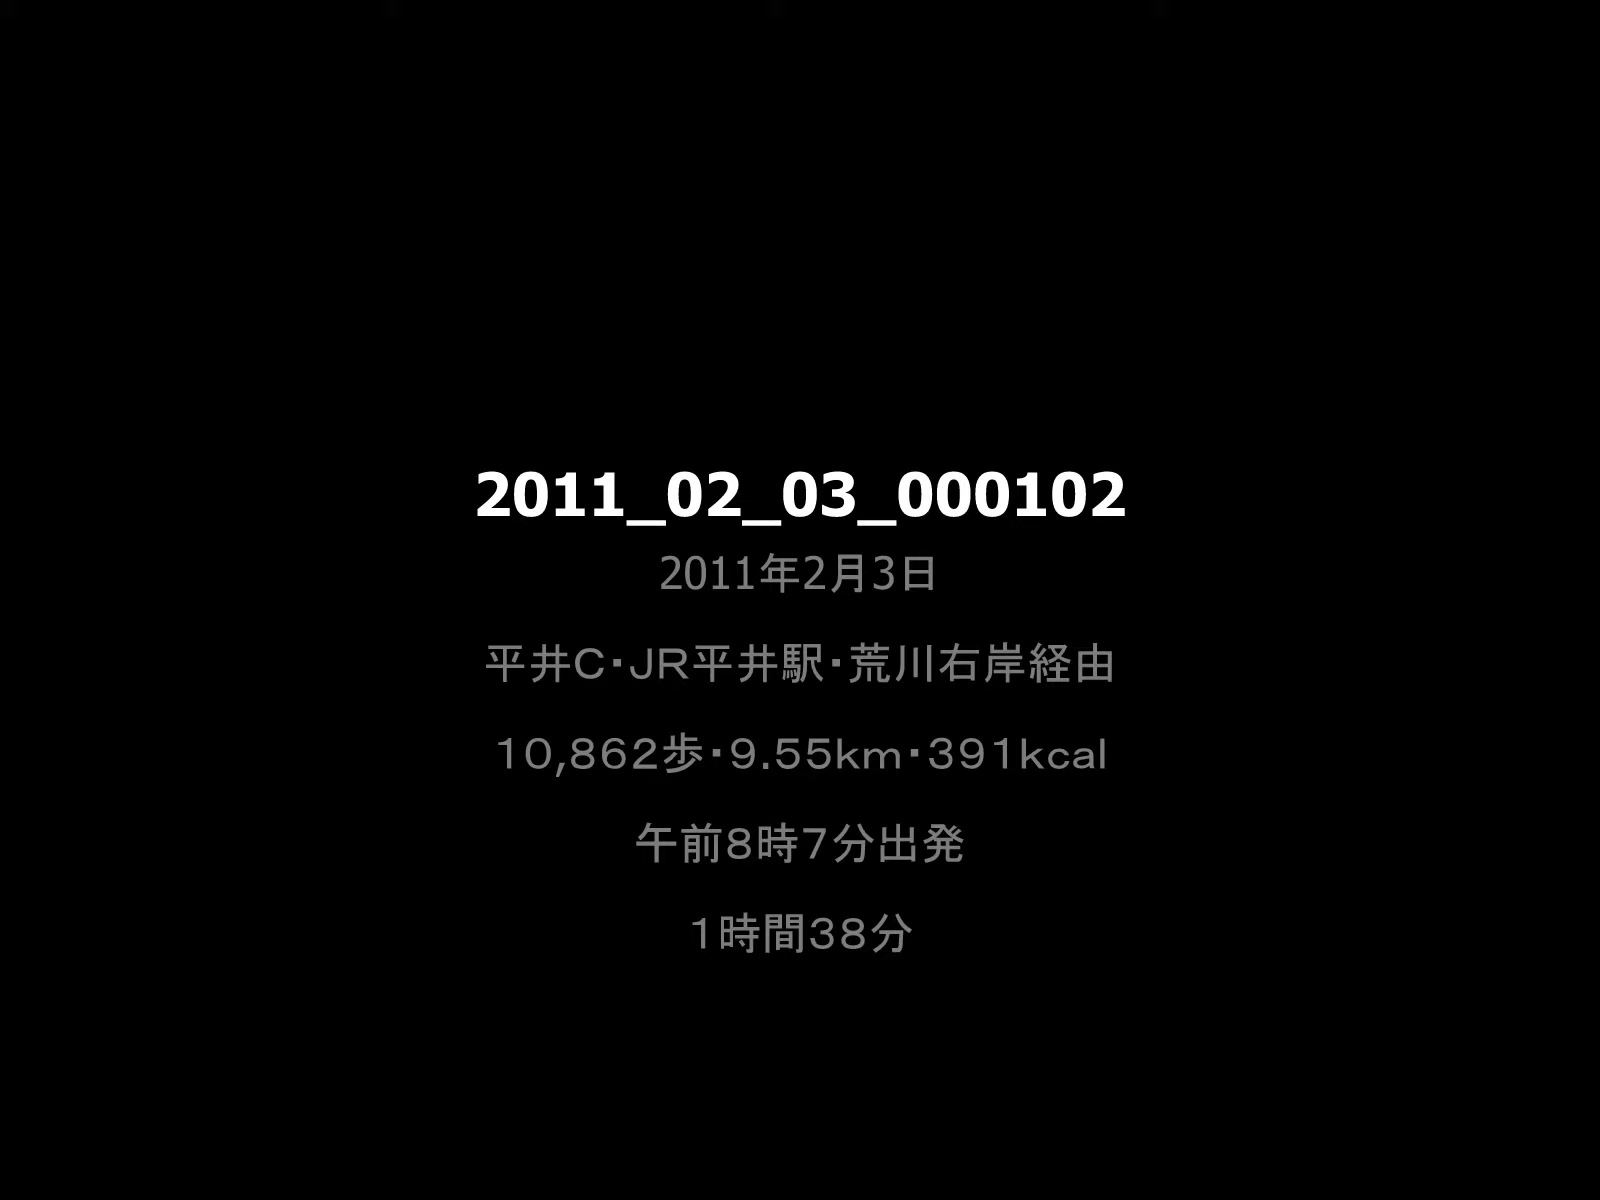 2011_02_03_000102
2011年2月3日
平井C・JR平井駅・荒川右岸経由
10,862歩・9.55km・391kcal
午前8時7分出発
1時間38分